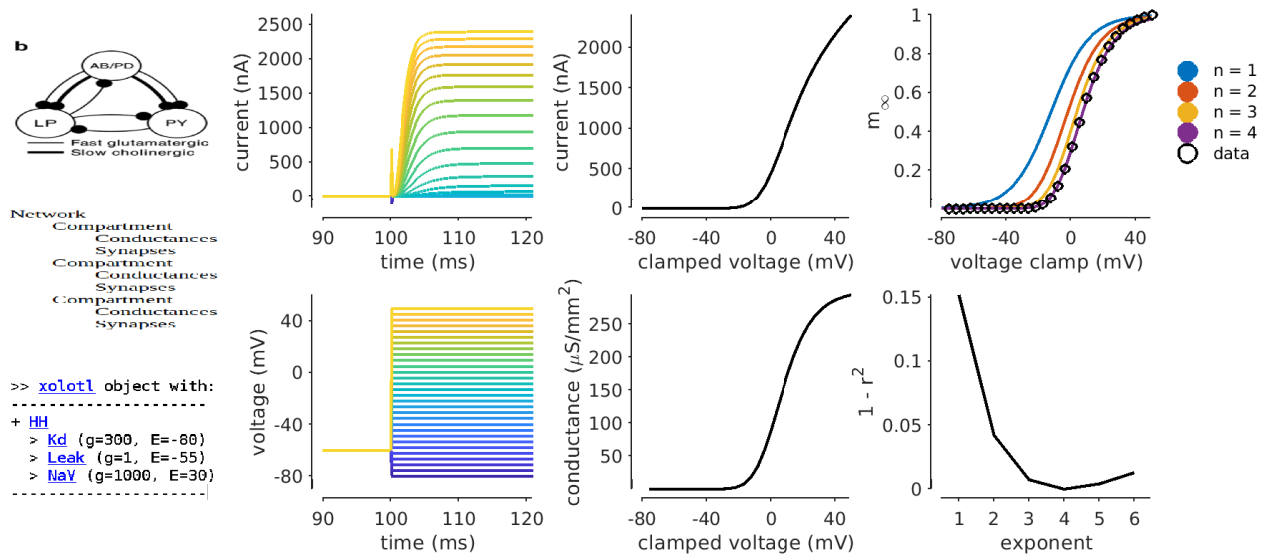 b
AB/PD
LP
PY
Fast glutamatergic
Slow cholinergic
Network
Compartment
Conductances
Synapses
Compartment
Conductances
Synapses
Compartment
Conductances
Synapses
>> xolotl object with:
---------------------
+ HH
> Kd (g=300, E=-80)
> Leak (g=1, E=-55)
> NaV (g=1000, E=30)
---------------------
current (nA)
2500
2000
1500
1000
500
0
90 100 110 120
time (ms)
current (nA)
2000
1500
1000
500
0
-80 -40 0 40
clamped voltage (mV)
m∞
1
0.8
0.6
0.4
0.2
-80 -40 0 40
voltage clamp (mV)
n = 1
n = 2
n = 3
n = 4
data
voltage (mV)
40
0
-40
-80
90 100 110 120
time (ms)
conductance (μS/mm²)
250
200
150
100
50
-80 -40 0 40
clamped voltage (mV)
1 - r²
0.15
0.1
0.05
0
1 2 3 4 5 6
exponent